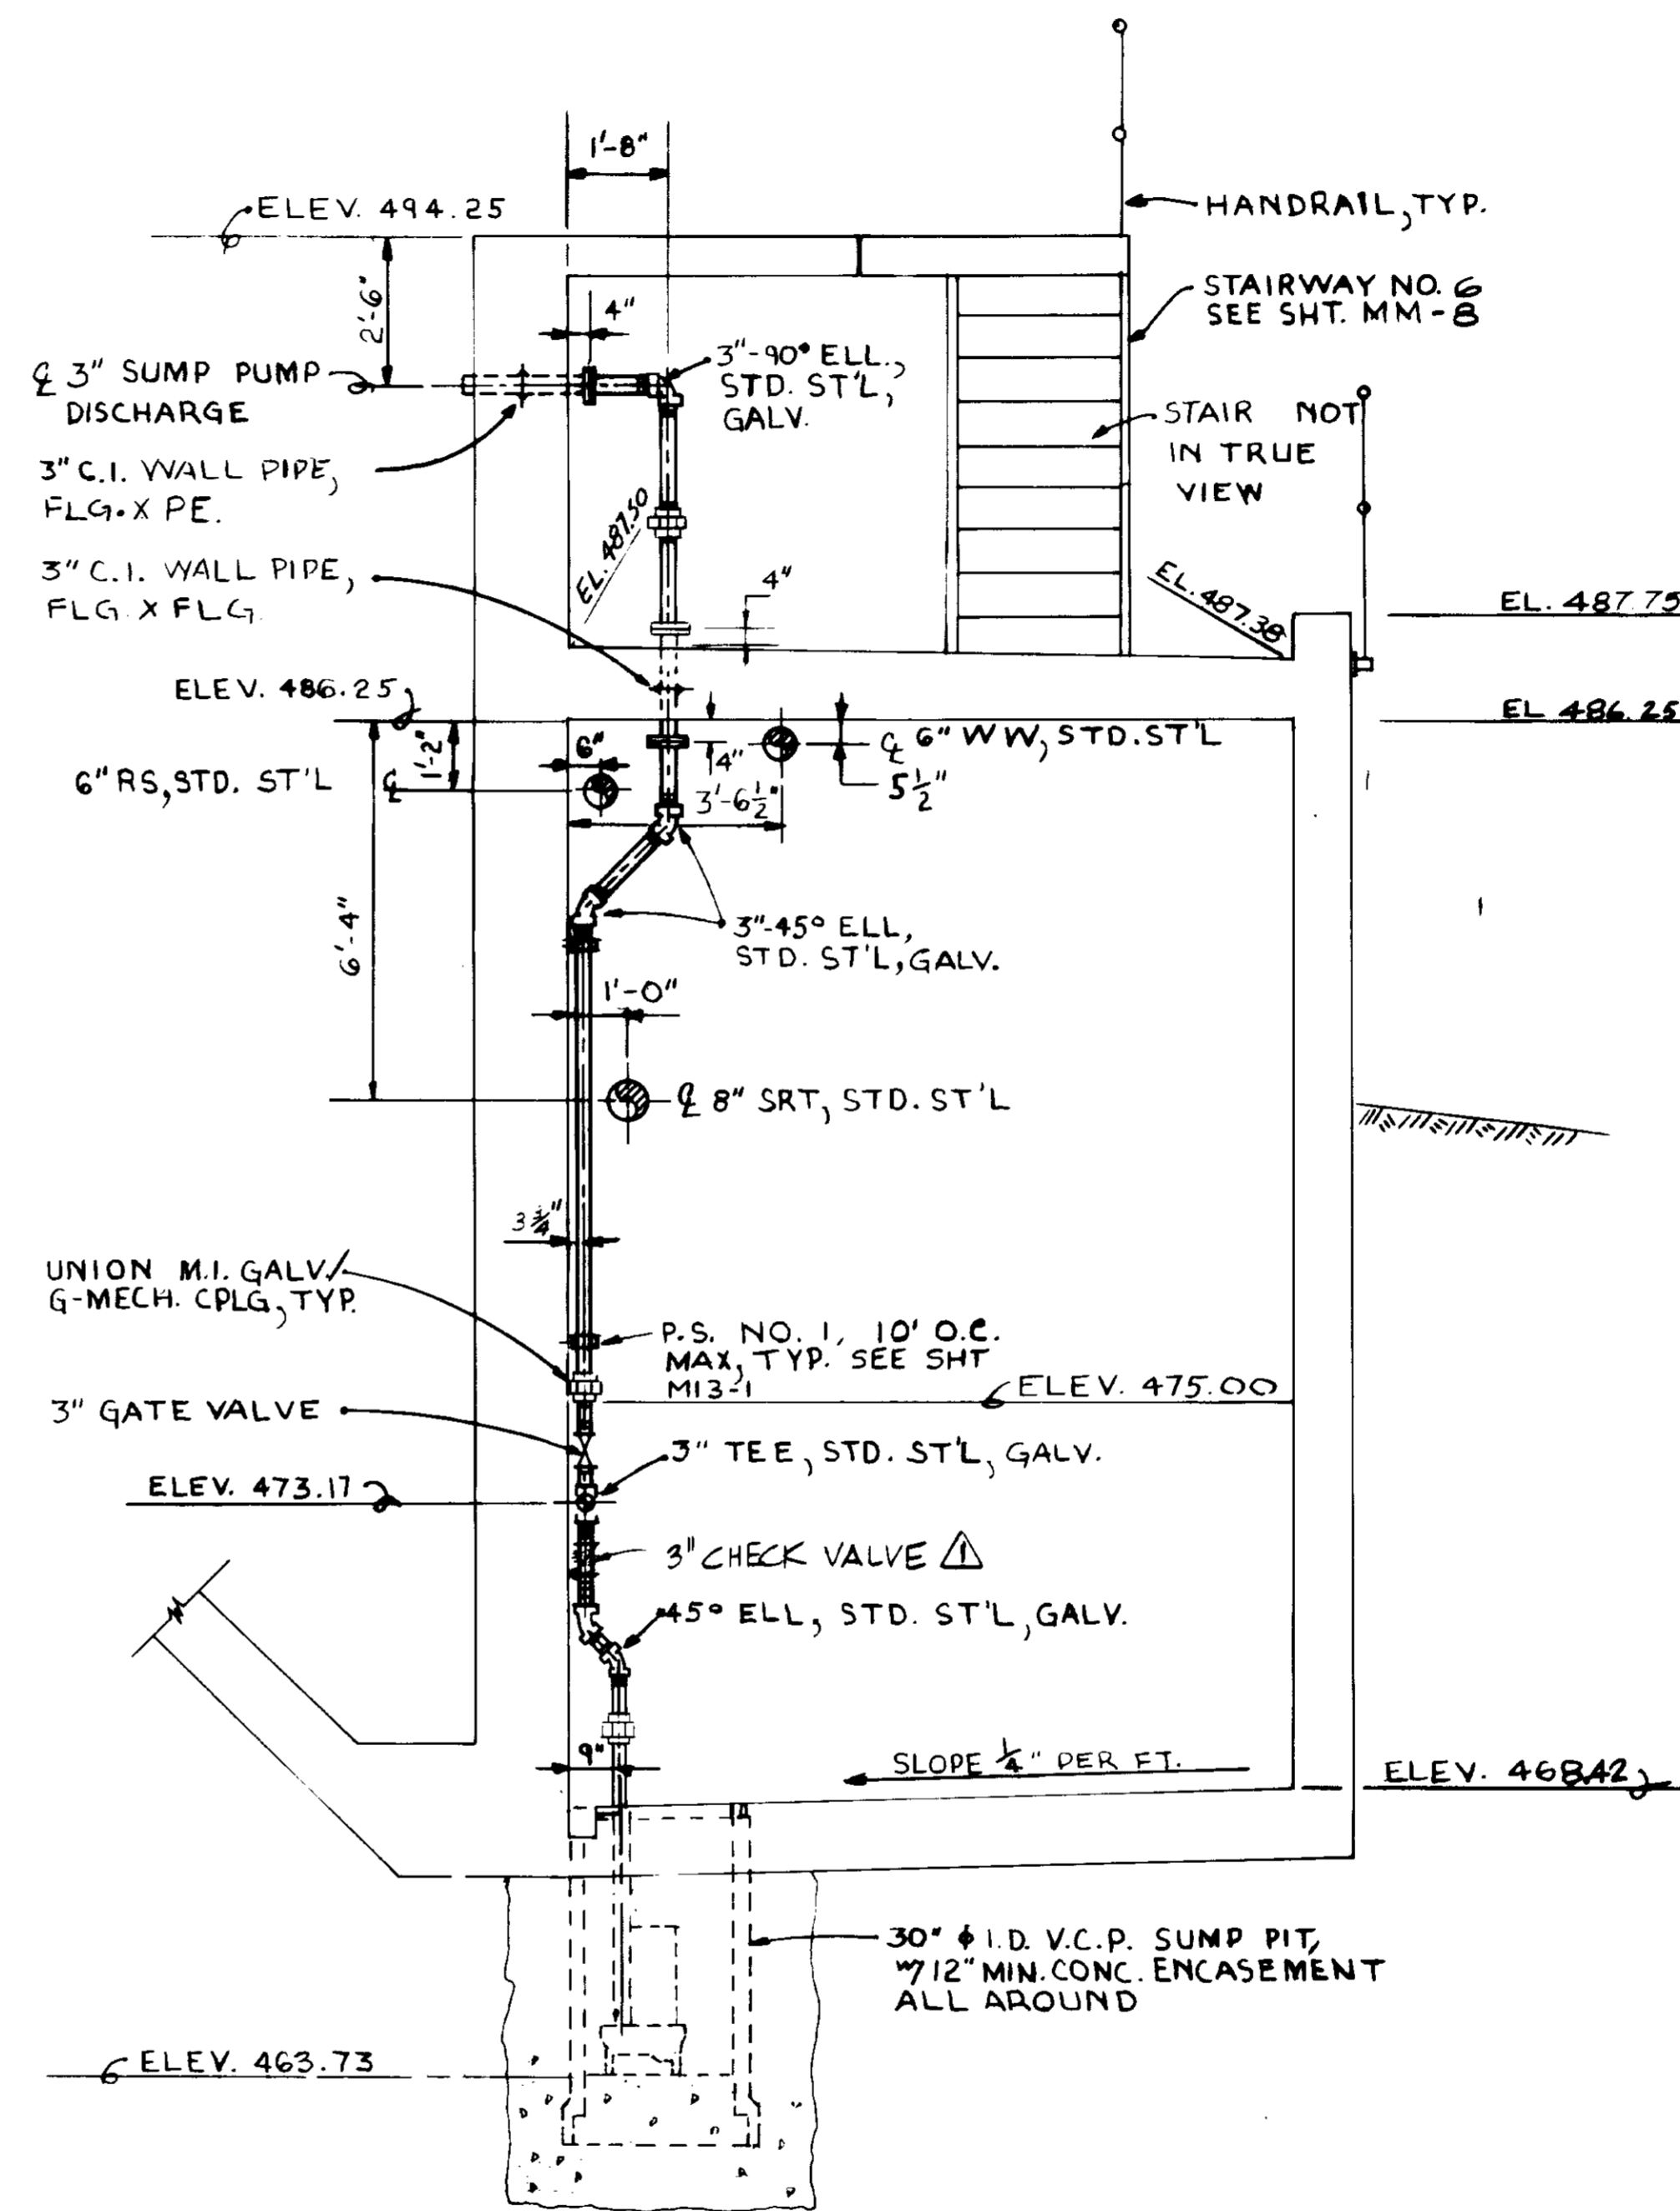 1'-8"
ELEV. 494.25
HANDRAIL, TYP.
2'-6"
4"
STAIRWAY NO. 6
SEE SHT. MM-8
℄ 3" SUMP PUMP
DISCHARGE
3"-90° ELL.,
STD. ST'L,
GALV.
STAIR NOT
IN TRUE
VIEW
3" C.I. WALL PIPE,
FLG. X PE.
EL. 487.50
3" C.I. WALL PIPE,
FLG. X FLG.
4"
EL. 487.38
EL. 487.75
ELEV. 486.25
EL 486.25
1'-2"
6"
4"
℄ 6" WW, STD. ST'L
5 1/2"
6" RS, STD. ST'L ℄
3'-6 1/2"
6'-4"
3"-45° ELL,
STD. ST'L, GALV.
1'-0"
℄ 8" SRT, STD. ST'L
3 3/4"
UNION M.I. GALV./
G-MECH. CPLG, TYP.
P.S. NO. 1, 10' O.C.
MAX, TYP. SEE SHT
M13-1
ELEV. 475.00
3" GATE VALVE
3" TEE, STD. ST'L, GALV.
ELEV. 473.17
3" CHECK VALVE 1
45° ELL, STD. ST'L, GALV.
9"
SLOPE 1/4" PER FT.
ELEV. 468.42
30" ϕ I.D. V.C.P. SUMP PIT,
W/12" MIN. CONC. ENCASEMENT
ALL AROUND
ELEV. 463.73